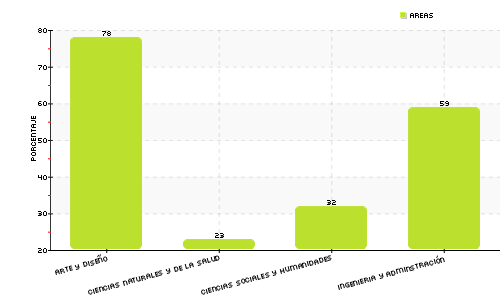 AREAS
PORCENTAJE
80
70
60
50
40
30
20
78
23
32
59
ARTE Y DISEÑO
CIENCIAS NATURALES Y DE LA SALUD
CIENCIAS SOCIALES Y HUMANIDADES
INGENIERIA Y ADMINSTRACIÓN